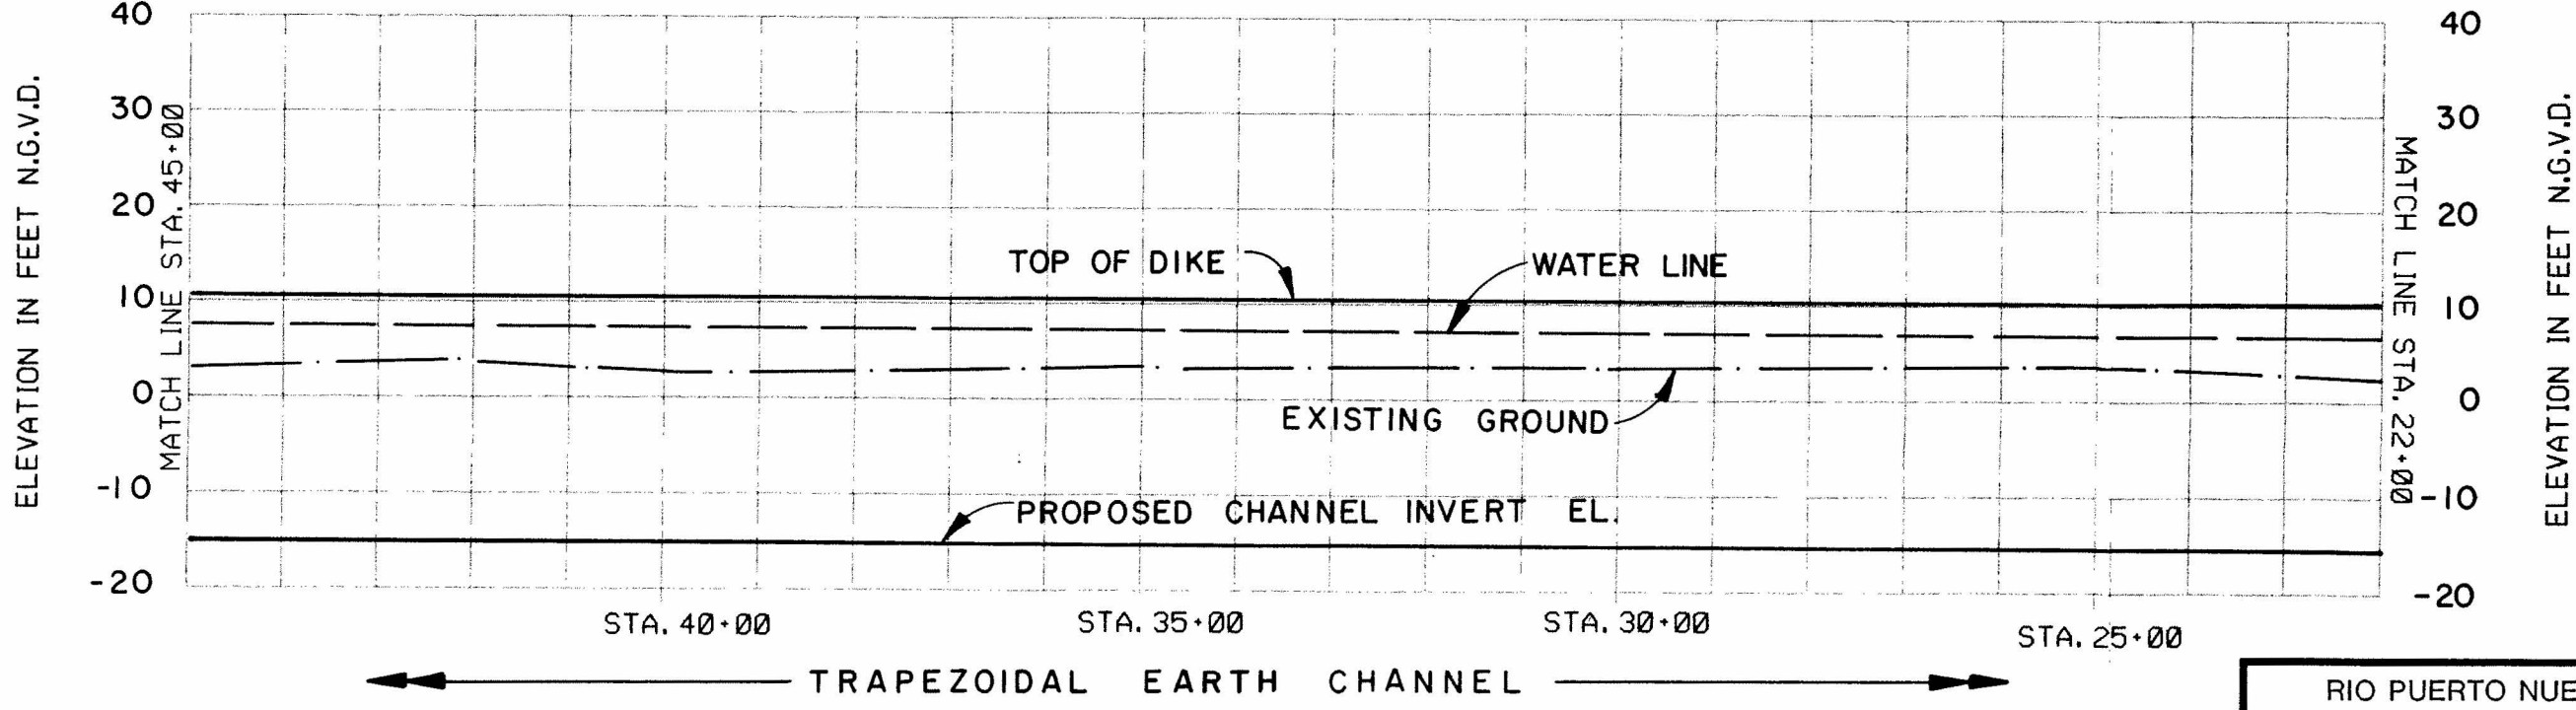 40
30
20
10
0
-10
-20
ELEVATION IN FEET N.G.V.D.
MATCH LINE STA. 45+00
TOP OF DIKE
WATER LINE
EXISTING GROUND
PROPOSED CHANNEL INVERT EL.
MATCH LINE STA. 22+00
40
30
20
10
0
-10
-20
ELEVATION IN FEET N.G.V.D.
STA. 40+00 STA. 35+00 STA. 30+00 STA. 25+00
TRAPEZOIDAL EARTH CHANNEL
RIO PUERTO NUE